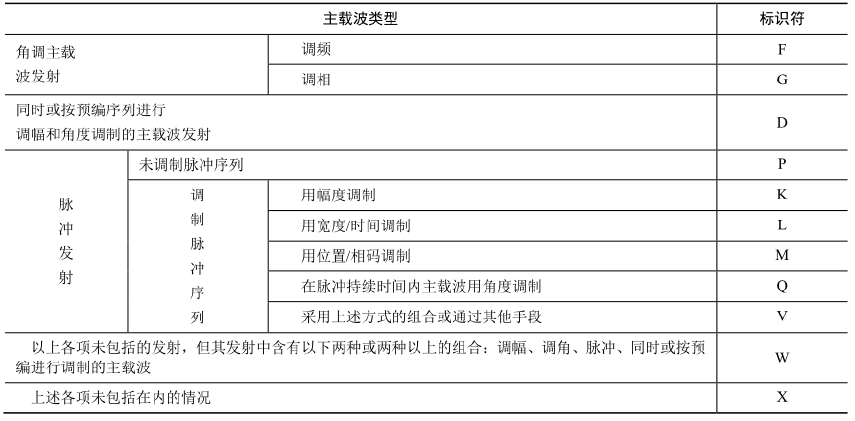 主载波类型 标识符
角调主载
波发射
调频 F
调相 G
同时或按预编序列进行
调幅和角度调制的主载波发射 D
脉冲发射
未调制脉冲序列 P
调制脉冲序列
用幅度调制 K
用宽度/时间调制 L
用位置/相码调制 M
在脉冲持续时间内主载波用角度调制 Q
采用上述方式的组合或通过其他手段 V
以上各项未包括的发射，但其发射中含有以下两种或两种以上的组合：调幅、调角、脉冲、同时或按预
编进行调制的主载波 W
上述各项未包括在内的情况 X